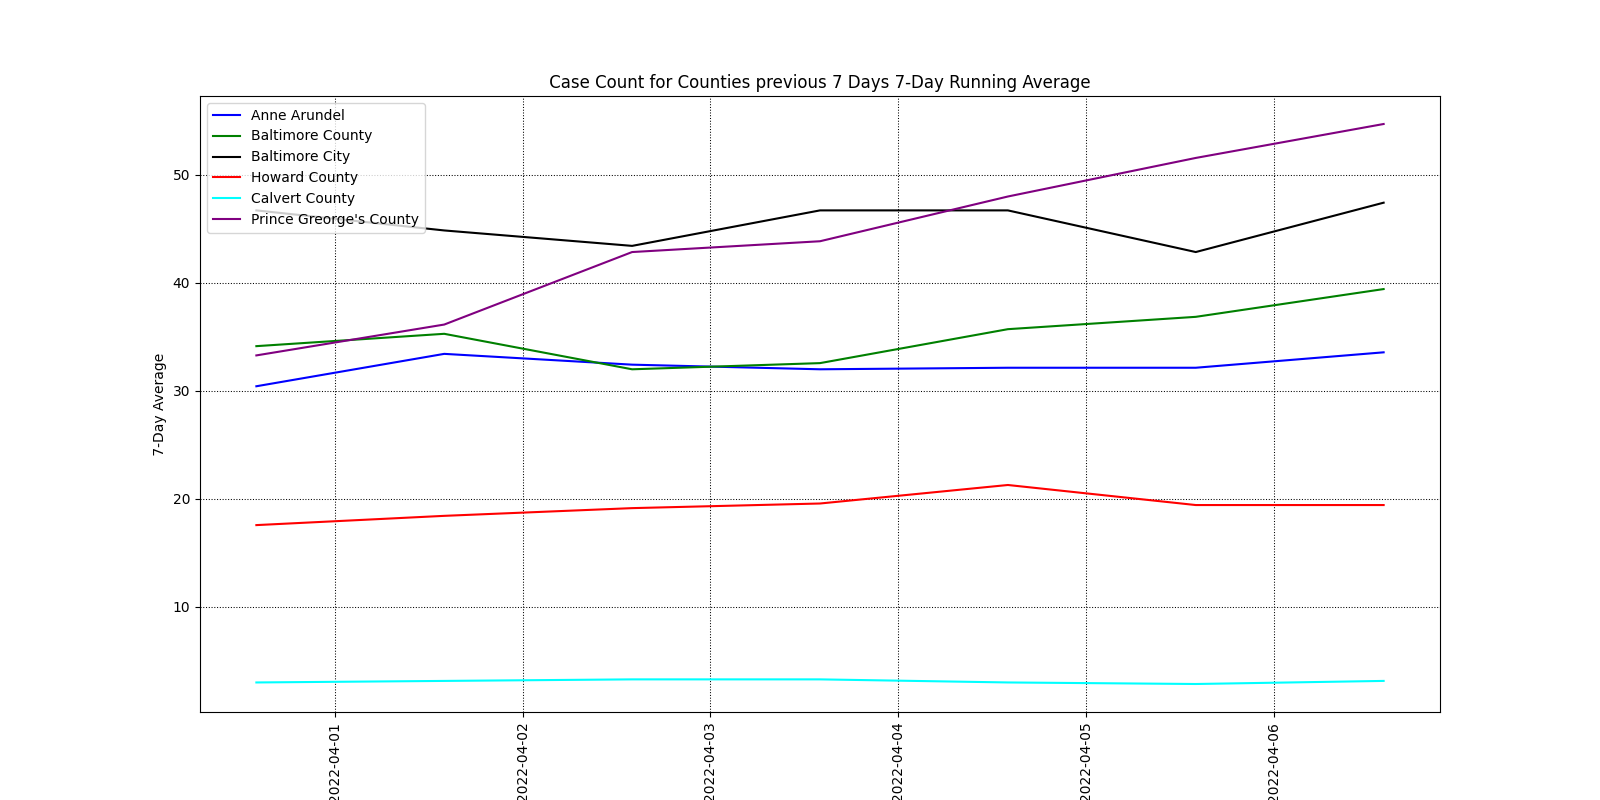 Case Count for Counties previous 7 Days 7-Day Running Average
Anne Arundel
Baltimore County
Baltimore City
Howard County
Calvert County
Prince Greorge's County
50
40
30
20
10
7-Day Average
2022-04-01
2022-04-02
2022-04-03
2022-04-04
2022-04-05
2022-04-06